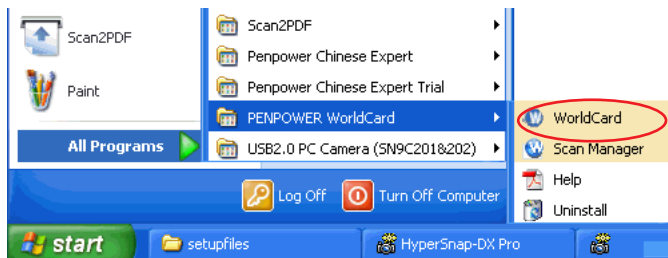 Scan2PDF
Paint
All Programs
Scan2PDF
Penpower Chinese Expert
Penpower Chinese Expert Trial
PENPOWER WorldCard
USB2.0 PC Camera (SN9C201&202)
WorldCard
Scan Manager
Help
Uninstall
Log Off
Turn Off Computer
start
setupfiles
HyperSnap-DX Pro